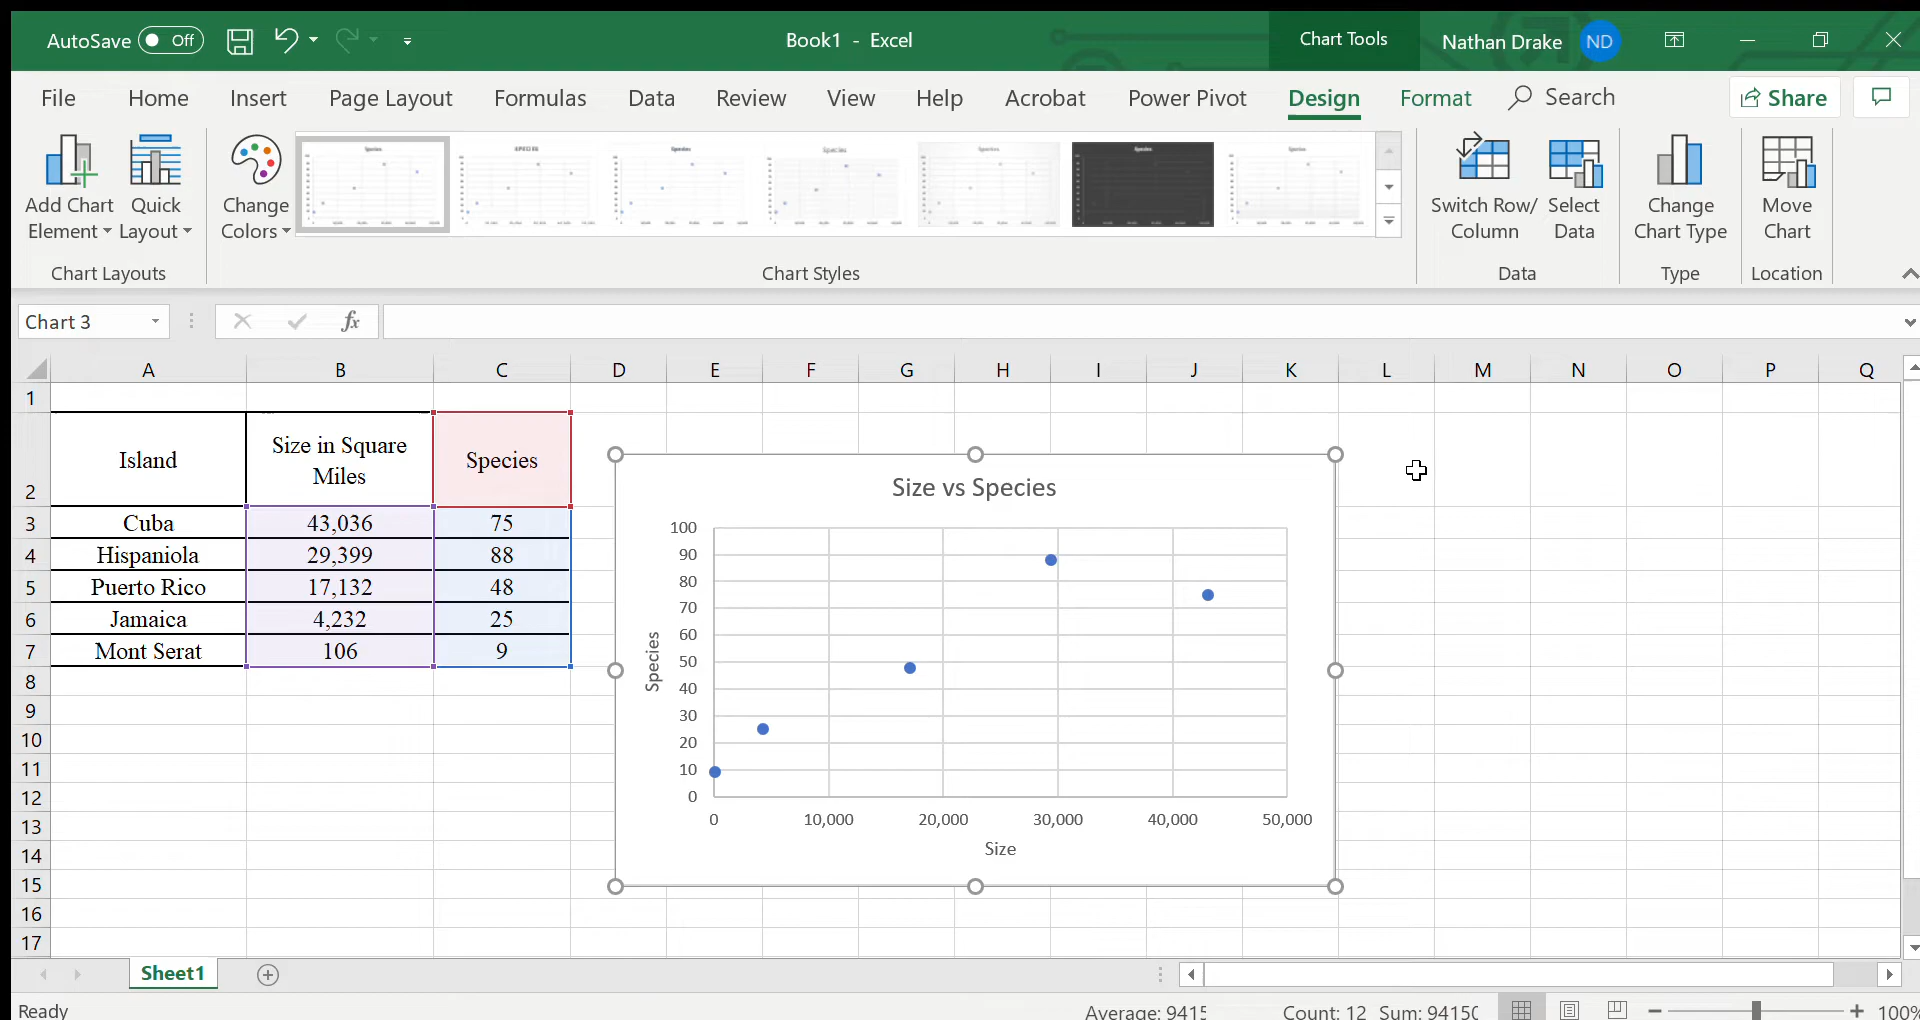 AutoSave Off Book1 - Excel Chart Tools Nathan Drake ND
File Home Insert Page Layout Formulas Data Review View Help Acrobat Power Pivot Design Format Search Share
Add Chart Element Quick Layout Change Colors Switch Row/ Column Select Data Change Chart Type Move Chart
Chart Layouts Chart Styles Data Type Location
Chart 3 fx
A B C D E F G H I J K L M N O P Q
1
2 Island Size in Square Miles Species
3 Cuba 43,036 75
4 Hispaniola 29,399 88
5 Puerto Rico 17,132 48
6 Jamaica 4,232 25
7 Mont Serat 106 9
8
9
10
11
12
13
14
15
16
17
Size vs Species
100
90
80
70
60
50
40
30
20
10
0
Species
0 10,000 20,000 30,000 40,000 50,000
Size
Sheet1
Ready Average: 9415 Count: 12 Sum: 9415 100%